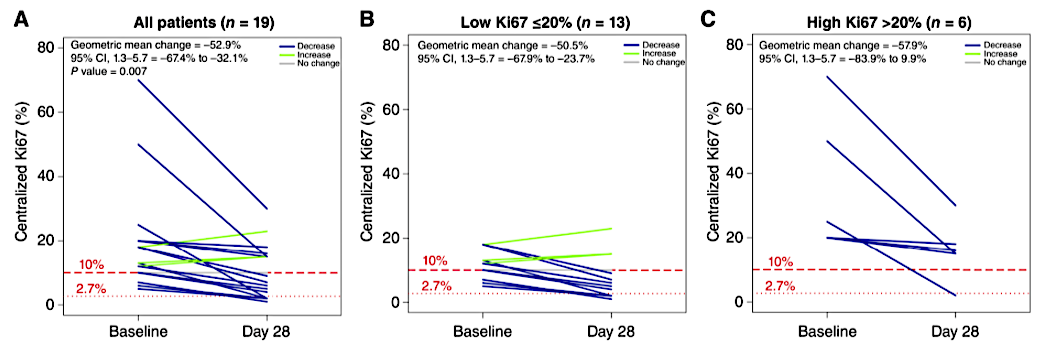 A
All patients (n = 19)
Geometric mean change = −52.9%
95% CI, 1.3–5.7 = −67.4% to −32.1%
P value = 0.007
Decrease
Increase
No change
Centralized Ki67 (%)
80
60
40
20
0
10%
2.7%
Baseline
Day 28
B
Low Ki67 ≤20% (n = 13)
Geometric mean change = −50.5%
95% CI, 1.3–5.7 = −67.9% to −23.7%
Decrease
Increase
No change
Centralized Ki67 (%)
80
60
40
20
0
10%
2.7%
Baseline
Day 28
C
High Ki67 >20% (n = 6)
Geometric mean change = −57.9%
95% CI, 1.3–5.7 = −83.9% to 9.9%
Decrease
Increase
No change
Centralized Ki67 (%)
80
60
40
20
0
10%
2.7%
Baseline
Day 28